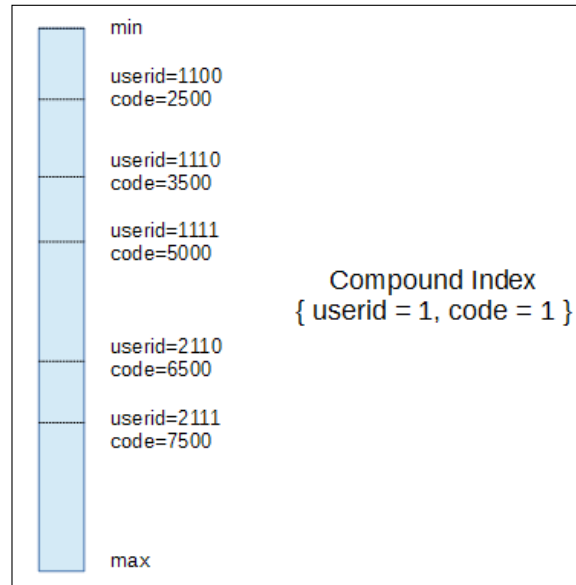 min
userid=1100
code=2500
userid=1110
code=3500
userid=1111
code=5000
Compound Index
{ userid = 1, code = 1 }
userid=2110
code=6500
userid=2111
code=7500
max